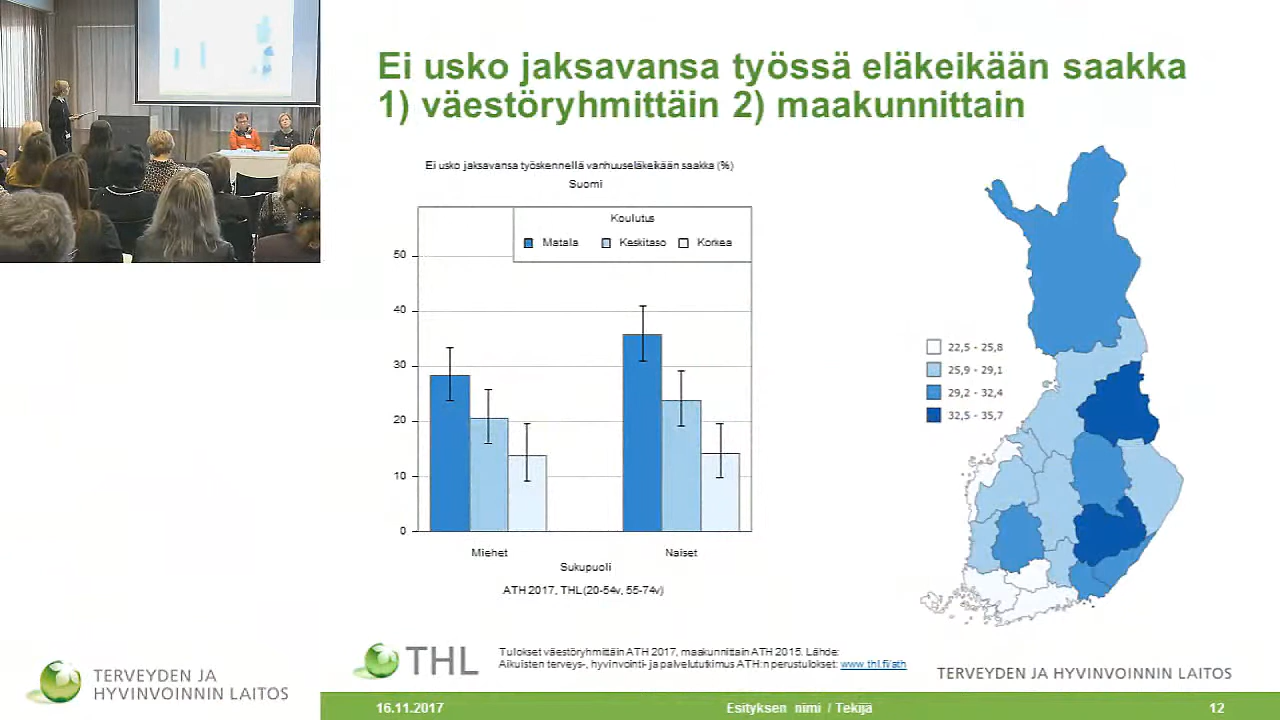 Ei usko jaksavansa työssä eläkeikään saakka
1) väestöryhmittäin 2) maakunnittain
Ei usko jaksavansa työskennellä vanhuuseläkeikään saakka (%)
Suomi
Koulutus
Matala Keskitaso Korkea
50
40
30
20
10
0
Miehet Naiset
Sukupuoli
ATH 2017, THL (20-54v, 55-74v)
22,5 - 25,8
25,9 - 29,1
29,2 - 32,4
32,5 - 35,7
TERVEYDEN JA
HYVINVOINNIN LAITOS
THL
Tulokset väestöryhmittäin ATH 2017, maakunnittain ATH 2015. Lähde:
Aikuisten terveys-, hyvinvointi- ja palvelututkimus ATH:n perustulokset: www.thl.fi/ath
TERVEYDEN JA HYVINVOINNIN LAITOS
16.11.2017 Esityksen nimi / Tekijä 12